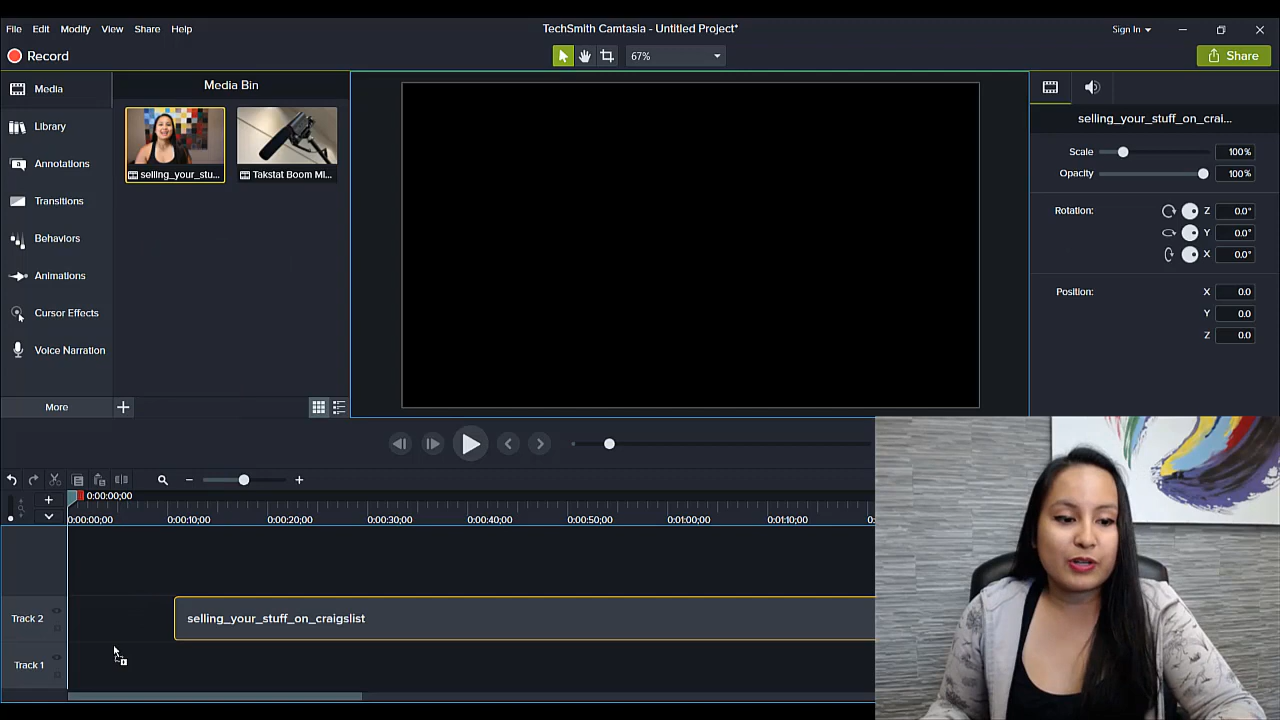 File Edit Modify View Share Help
TechSmith Camtasia - Untitled Project*
Sign In
Record
67%
Share
Media
Library
Annotations
Transitions
Behaviors
Animations
Cursor Effects
Voice Narration
More
Media Bin
selling_your_stu...
Takstat Boom MI...
selling_your_stuff_on_crai...
Scale 100%
Opacity 100%
Rotation: Z 0.0°
Y 0.0°
X 0.0°
Position: X 0.0
Y 0.0
Z 0.0
0:00:00;00
0:00:00;00 0:00:10;00 0:00:20;00 0:00:30;00 0:00:40;00 0:00:50;00 0:01:00;00 0:01:10;00
Track 2
selling_your_stuff_on_craigslist
Track 1